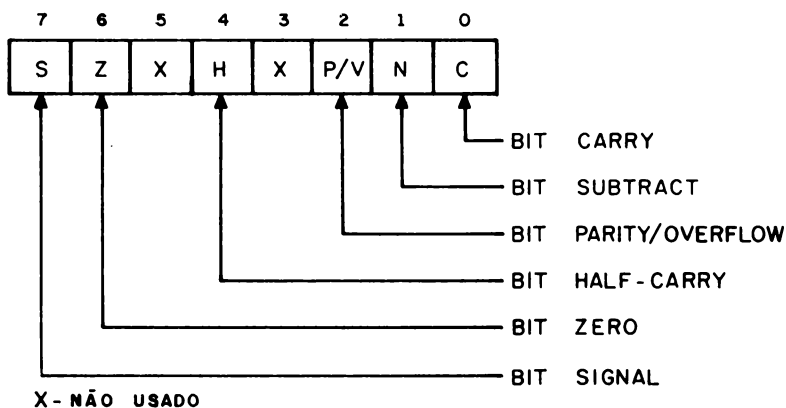 7 6 5 4 3 2 1 0
S Z X H X P/V N C
BIT CARRY
BIT SUBTRACT
BIT PARITY/OVERFLOW
BIT HALF-CARRY
BIT ZERO
BIT SIGNAL
X- NÃO USADO